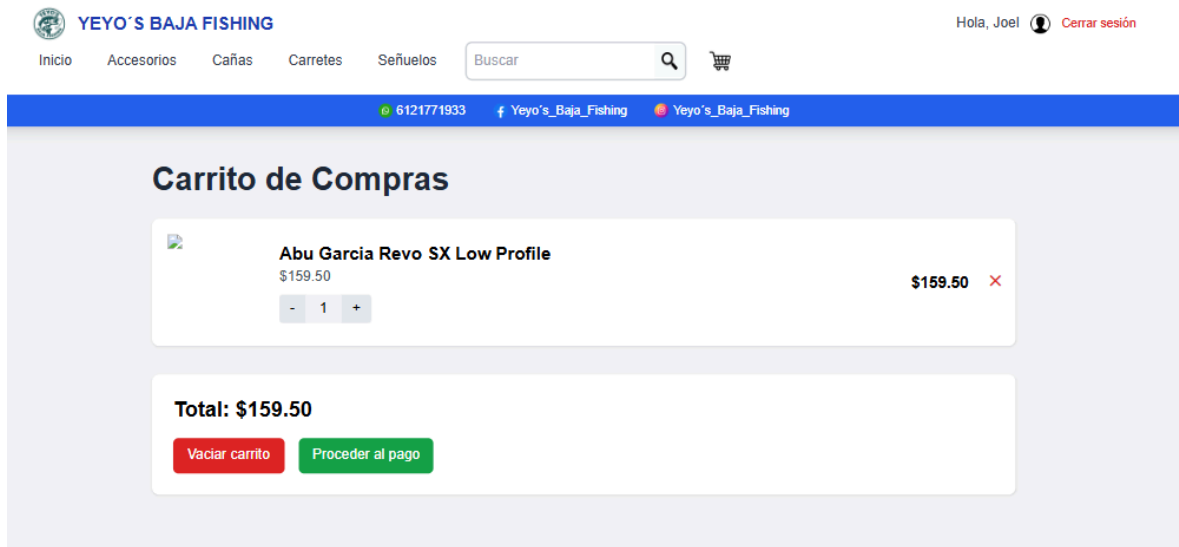 YEYO´S BAJA FISHING
Hola, Joel Cerrar sesión
Inicio Accesorios Cañas Carretes Señuelos Buscar
6121771933 Yeyo´s_Baja_Fishing Yeyo´s_Baja_Fishing
Carrito de Compras
Abu Garcia Revo SX Low Profile
$159.50
$159.50 ×
- 1 +
Total: $159.50
Vaciar carrito Proceder al pago